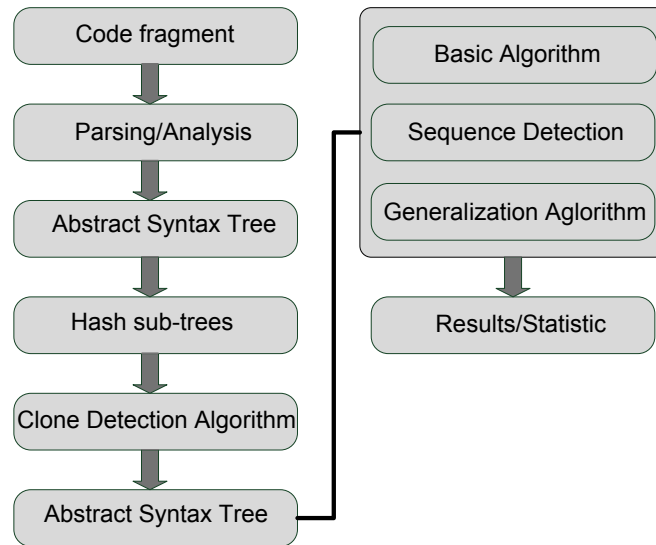 Code fragment
Parsing/Analysis
Abstract Syntax Tree
Hash sub-trees
Clone Detection Algorithm
Abstract Syntax Tree
Basic Algorithm
Sequence Detection
Generalization Aglorithm
Results/Statistic